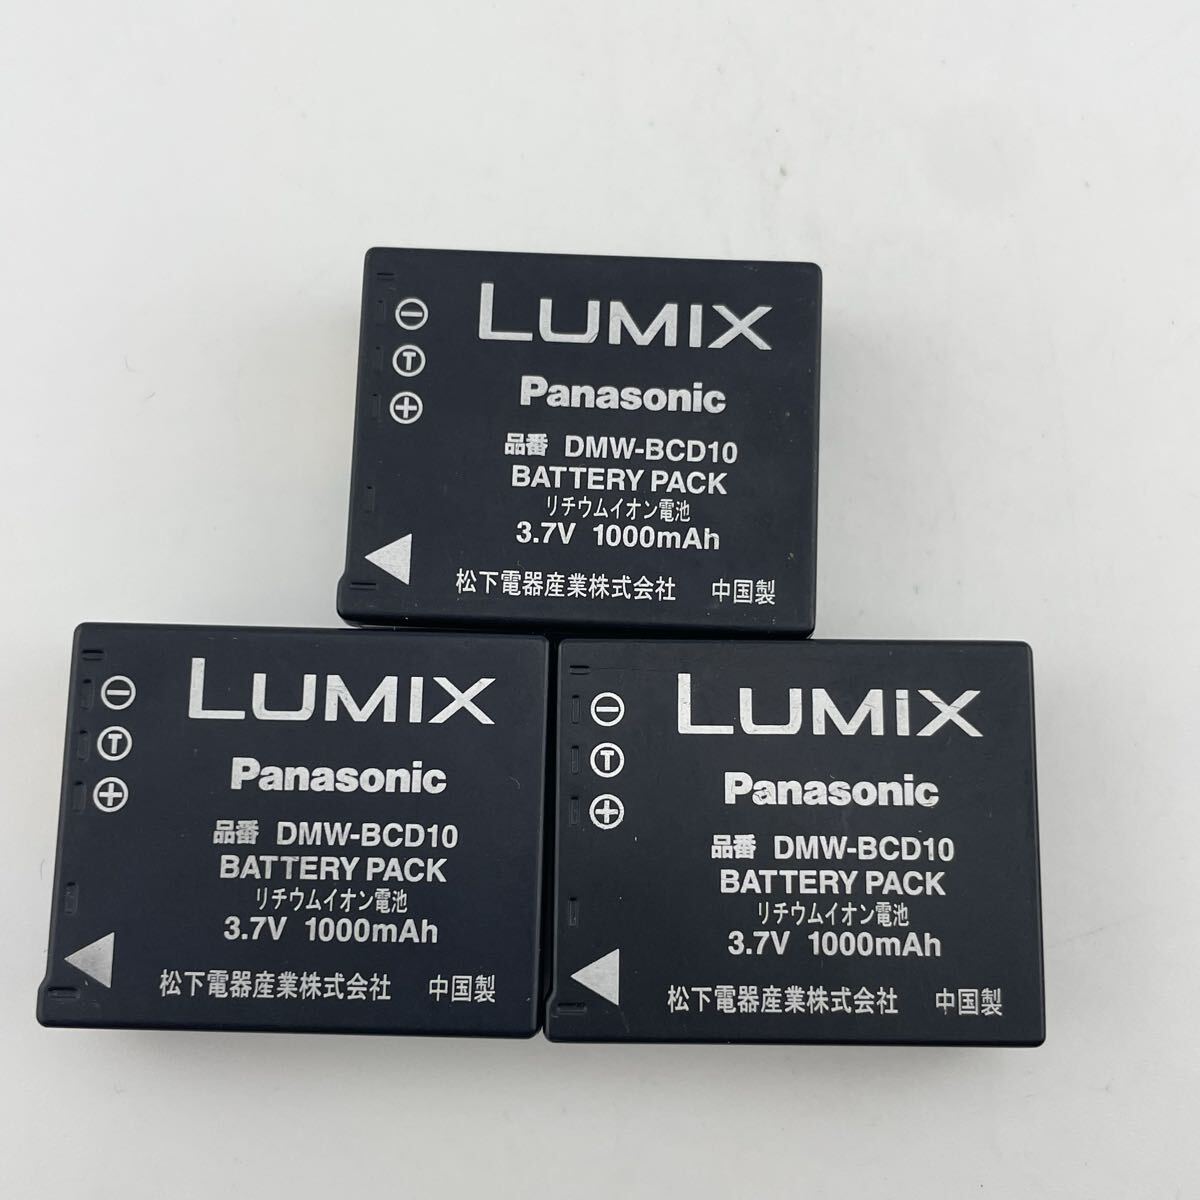 LUMIX
⊖
Ⓣ
⊕
Panasonic
品番 DMW-BCD10
BATTERY PACK
リチウムイオン電池
3.7V 1000mAh
松下電器産業株式会社 中国製
LUMIX
⊖
Ⓣ
⊕
Panasonic
品番 DMW-BCD10
BATTERY PACK
リチウムイオン電池
3.7V 1000mAh
松下電器産業株式会社 中国製
LUMIX
⊖
Ⓣ
⊕
Panasonic
品番 DMW-BCD10
BATTERY PACK
リチウムイオン電池
3.7V 1000mAh
松下電器産業株式会社 中国製